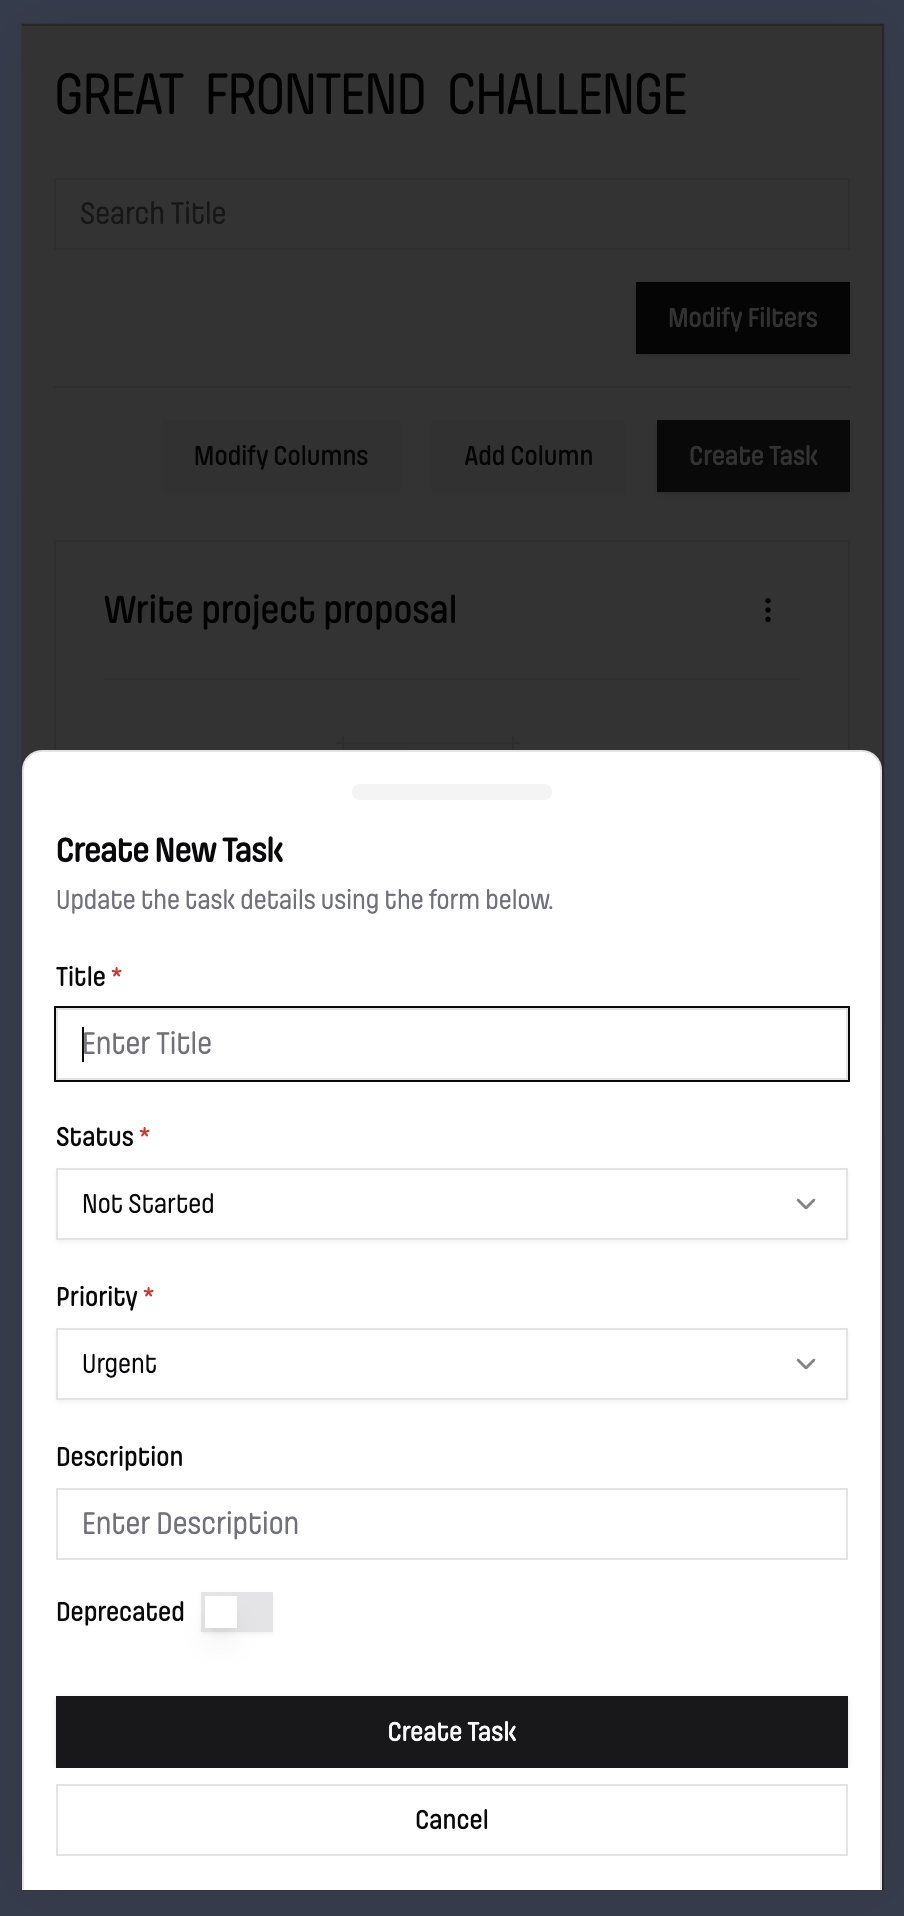 GREAT FRONTEND CHALLENGE
Search Title
Modify Filters
Modify Columns
Add Column
Create Task
Write project proposal
Create New Task
Update the task details using the form below.
Title *
Enter Title
Status *
Not Started
Priority *
Urgent
Description
Enter Description
Deprecated
Create Task
Cancel